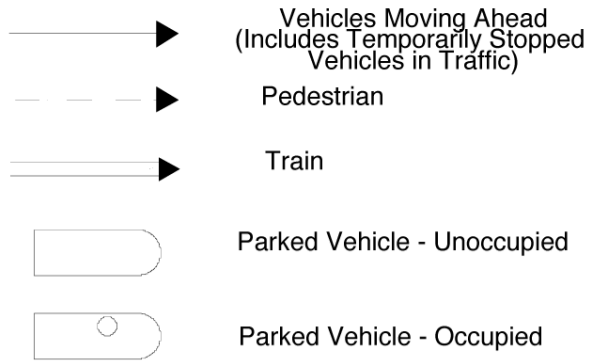 Vehicles Moving Ahead
(Includes Temporarily Stopped
Vehicles in Traffic)
Pedestrian
Train
Parked Vehicle - Unoccupied
Parked Vehicle - Occupied